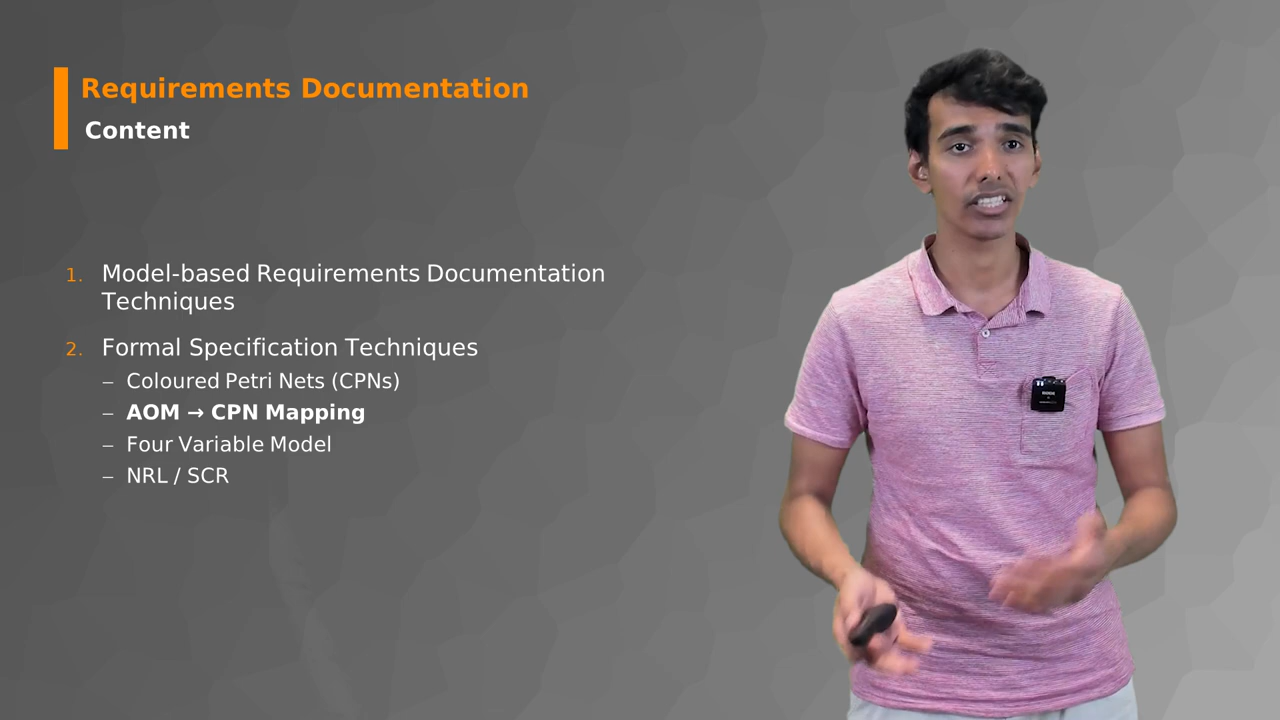 Requirements Documentation
Content
1. Model-based Requirements Documentation
Techniques
2. Formal Specification Techniques
– Coloured Petri Nets (CPNs)
– AOM → CPN Mapping
– Four Variable Model
– NRL / SCR